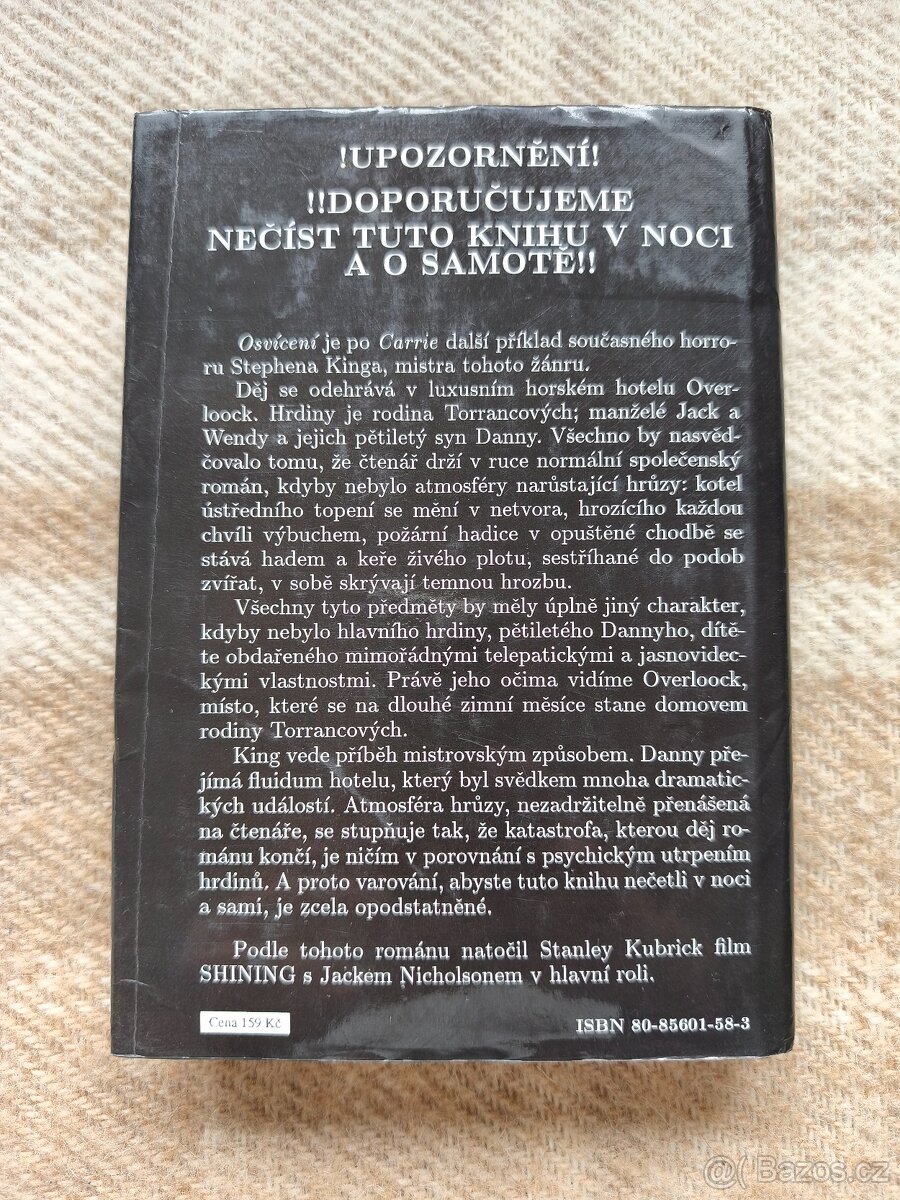 !UPOZORNĚNÍ!
!!DOPORUČUJEME
NEČÍST TUTO KNIHU V NOCI
A O SAMOTĚ!!
Osvícení je po Carrie další příklad současného horro-
ru Stephena Kinga, mistra tohoto žánru.
Děj se odehrává v luxusním horském hotelu Over-
loock. Hrdiny je rodina Torrancových; manželé Jack a
Wendy a jejich pětiletý syn Danny. Všechno by nasvěd-
čovalo tomu, že čtenář drží v ruce normální společenský
román, kdyby nebylo atmosféry narůstající hrůzy: kotel
ústředního topení se mění v netvora, hrozícího každou
chvíli výbuchem, požární hadice v opuštěné chodbě se
stává hadem a keře živého plotu, sestříhané do podob
zvířat, v sobě skrývají temnou hrozbu.
Všechny tyto předměty by měly úplně jiný charakter,
kdyby nebylo hlavního hrdiny, pětiletého Dannyho, dítě-
te obdařeného mimořádnými telepatickými a jasnovidec-
kými vlastnostmi. Právě jeho očima vidíme Overloock,
místo, které se na dlouhé zimní měsíce stane domovem
rodiny Torrancových.
King vede příběh mistrovským způsobem. Danny pře-
jímá fluidum hotelu, který byl svědkem mnoha dramatic-
kých událostí. Atmosféra hrůzy, nezadržitelně přenášená
na čtenáře, se stupňuje tak, že katastrofa, kterou děj ro-
mánu končí, je ničím v porovnání s psychickým utrpením
hrdinů. A proto varování, abyste tuto knihu nečetli v noci
a sami, je zcela opodstatněné.
Podle tohoto románu natočil Stanley Kubrick film
SHINING s Jackem Nicholsonem v hlavní roli.
Cena 159 Kč
ISBN 80-85601-58-3
@( Bazos.cz